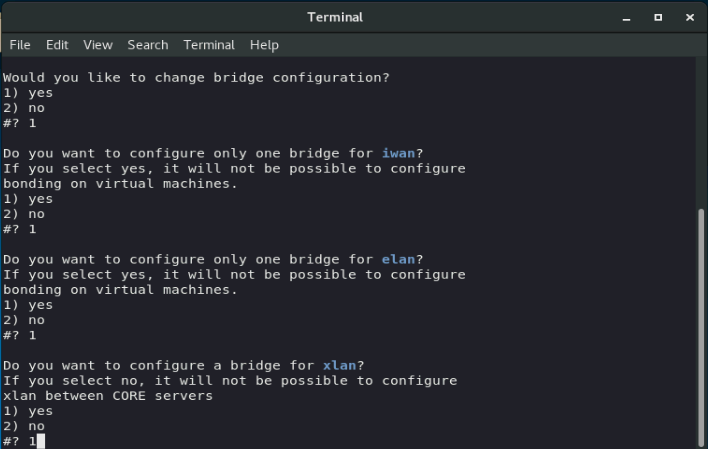 Terminal
File Edit View Search Terminal Help
Would you like to change bridge configuration?
1) yes
2) no
#? 1
Do you want to configure only one bridge for iwan?
If you select yes, it will not be possible to configure
bonding on virtual machines.
1) yes
2) no
#? 1
Do you want to configure only one bridge for elan?
If you select yes, it will not be possible to configure
bonding on virtual machines.
1) yes
2) no
#? 1
Do you want to configure a bridge for xlan?
If you select no, it will not be possible to configure
xlan between CORE servers
1) yes
2) no
#? 1